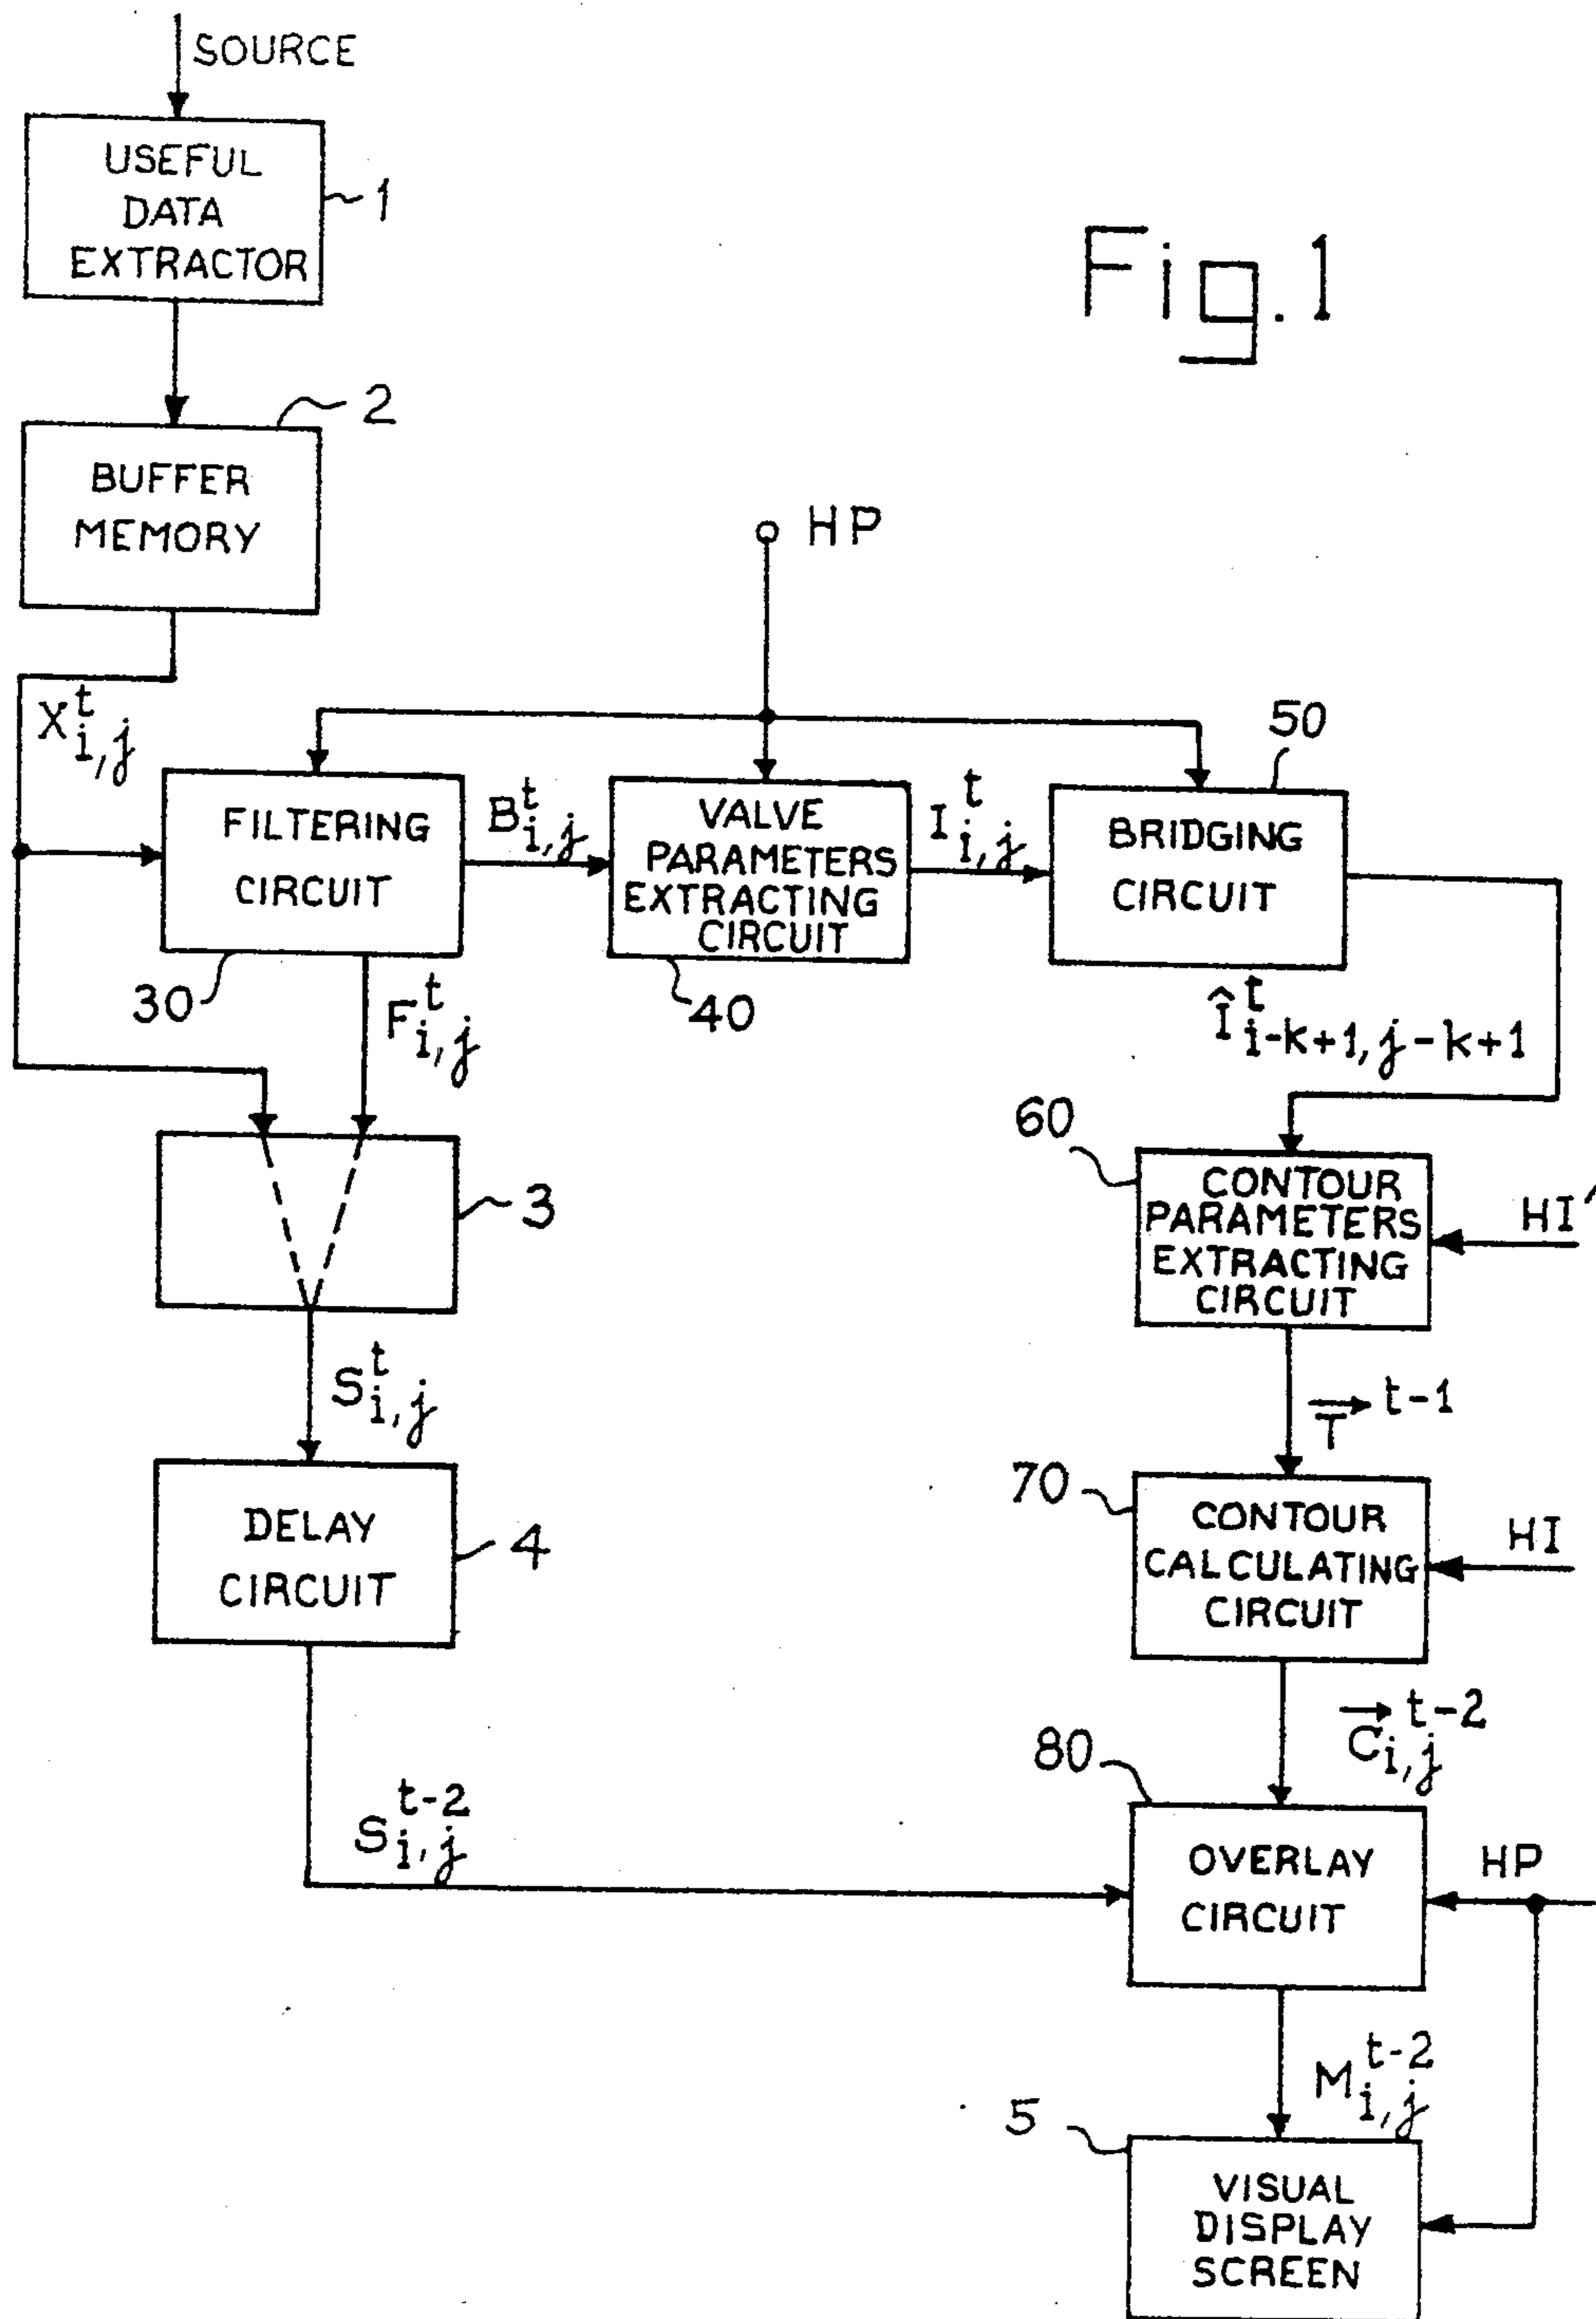 SOURCE
USEFUL
DATA
EXTRACTOR
1
Fig.1
2
BUFFER
MEMORY
HP
X^t_{i,j}
50
FILTERING
CIRCUIT
B^t_{i,j}
VALVE
PARAMETERS
EXTRACTING
CIRCUIT
I^t_{i,j}
BRIDGING
CIRCUIT
30
F^t_{i,j}
40
Î^t_{i-k+1,j-k+1}
60
CONTOUR
PARAMETERS
EXTRACTING
CIRCUIT
HI'
3
S^t_{i,j}
T→^{t-1}
70
DELAY
CIRCUIT
4
CONTOUR
CALCULATING
CIRCUIT
HI
C→^{t-2}_{i,j}
80
S^{t-2}_{i,j}
OVERLAY
CIRCUIT
HP
M^{t-2}_{i,j}
5
VISUAL
DISPLAY
SCREEN